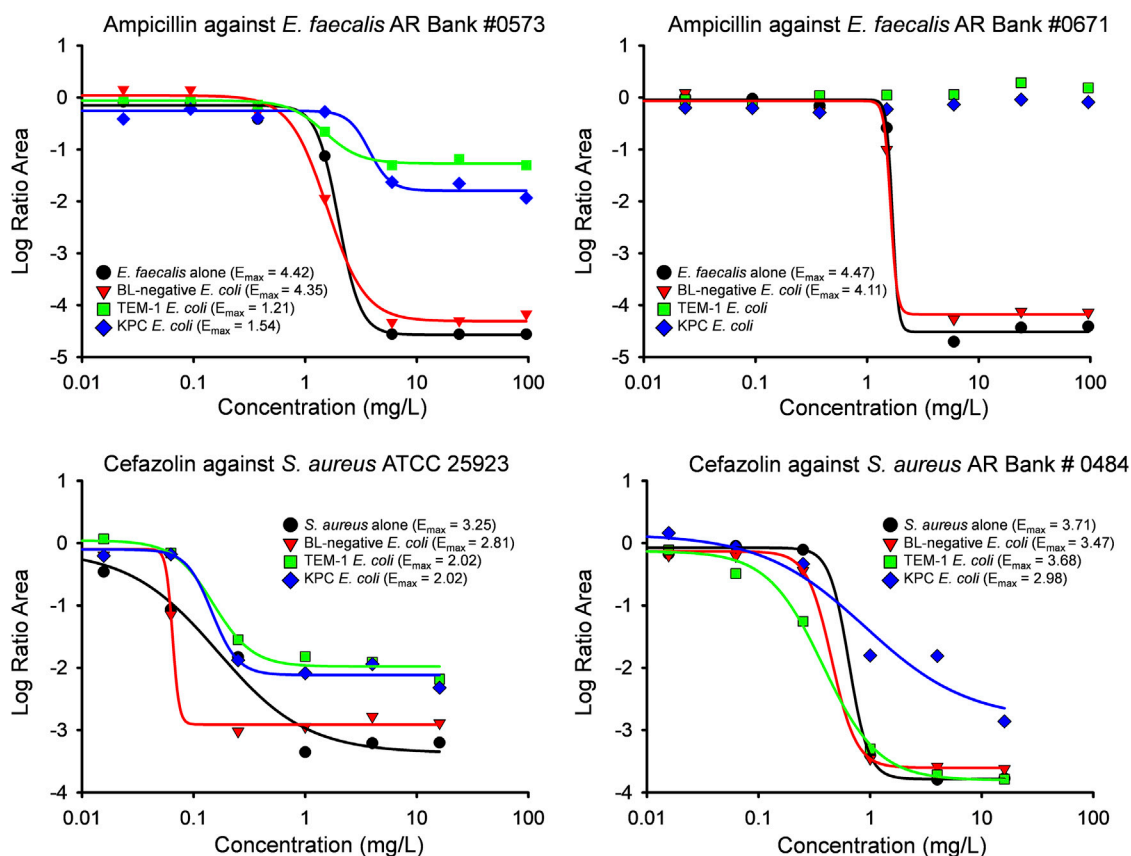 Ampicillin against E. faecalis AR Bank #0573
1
0
-1
-2
-3
-4
-5
Log Ratio Area
E. faecalis alone (Emax = 4.42)
BL-negative E. coli (Emax = 4.35)
TEM-1 E. coli (Emax = 1.21)
KPC E. coli (Emax = 1.54)
0.01 0.1 1 10 100
Concentration (mg/L)
Ampicillin against E. faecalis AR Bank #0671
1
0
-1
-2
-3
-4
-5
Log Ratio Area
E. faecalis alone (Emax = 4.47)
BL-negative E. coli (Emax = 4.11)
TEM-1 E. coli
KPC E. coli
0.01 0.1 1 10 100
Concentration (mg/L)
Cefazolin against S. aureus ATCC 25923
1
0
-1
-2
-3
-4
Log Ratio Area
S. aureus alone (Emax = 3.25)
BL-negative E. coli (Emax = 2.81)
TEM-1 E. coli (Emax = 2.02)
KPC E. coli (Emax = 2.02)
0.01 0.1 1 10 100
Concentration (mg/L)
Cefazolin against S. aureus AR Bank # 0484
1
0
-1
-2
-3
-4
Log Ratio Area
S. aureus alone (Emax = 3.71)
BL-negative E. coli (Emax = 3.47)
TEM-1 E. coli (Emax = 3.68)
KPC E. coli (Emax = 2.98)
0.01 0.1 1 10 100
Concentration (mg/L)